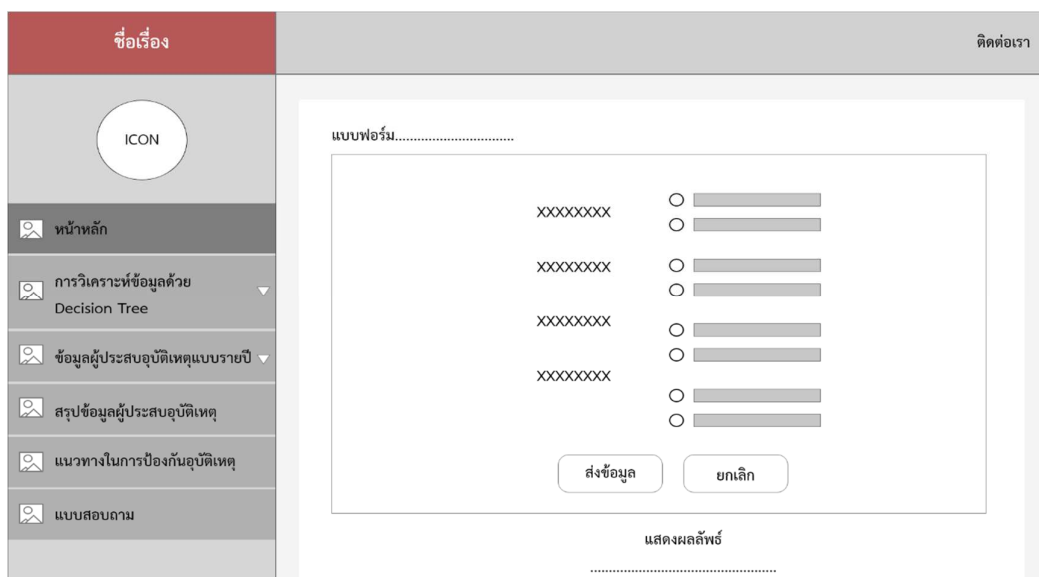 ชื่อเรื่อง
ติดต่อเรา
ICON
หน้าหลัก
การวิเคราะห์ข้อมูลด้วย
Decision Tree
ข้อมูลผู้ประสบอุบัติเหตุแบบรายปี
สรุปข้อมูลผู้ประสบอุบัติเหตุ
แนวทางในการป้องกันอุบัติเหตุ
แบบสอบถาม
แบบฟอร์ม................................
XXXXXXXX
XXXXXXXX
XXXXXXXX
XXXXXXXX
ส่งข้อมูล
ยกเลิก
แสดงผลลัพธ์
..................................................